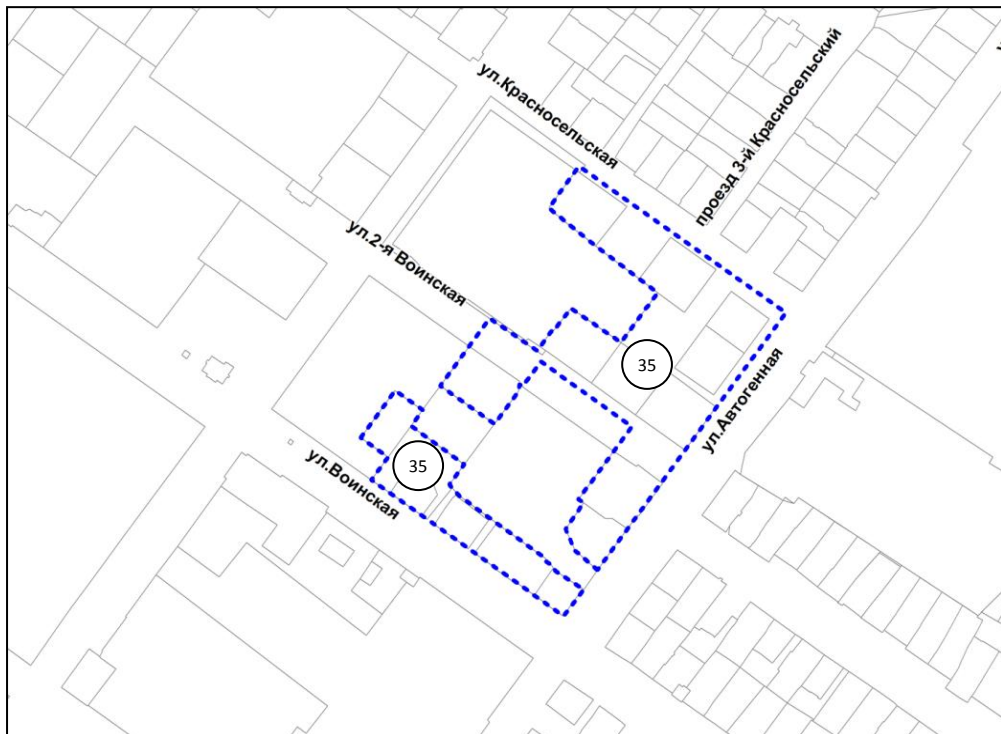 ул.Красносельская
проезд 3-й Красносельский
ул.2-я Воинская
35
ул.Автогенная
35
ул.Воинская